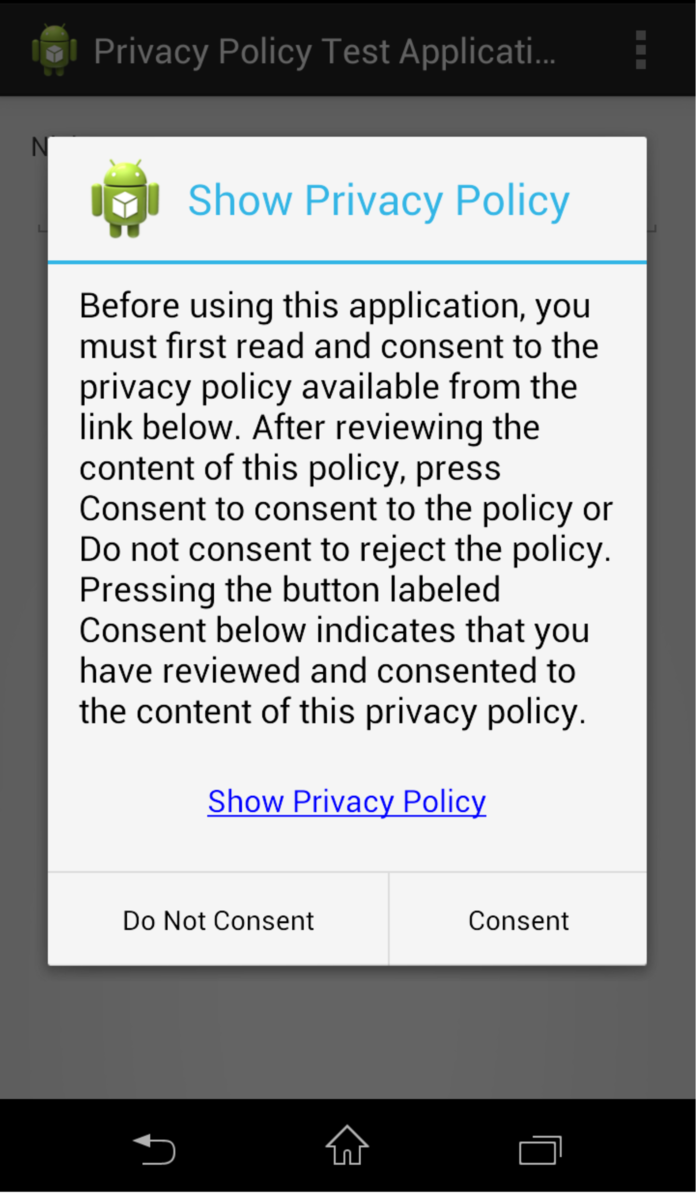 Privacy Policy Test Applicati...
Show Privacy Policy
Before using this application, you
must first read and consent to the
privacy policy available from the
link below. After reviewing the
content of this policy, press
Consent to consent to the policy or
Do not consent to reject the policy.
Pressing the button labeled
Consent below indicates that you
have reviewed and consented to
the content of this privacy policy.
Show Privacy Policy
Do Not Consent
Consent